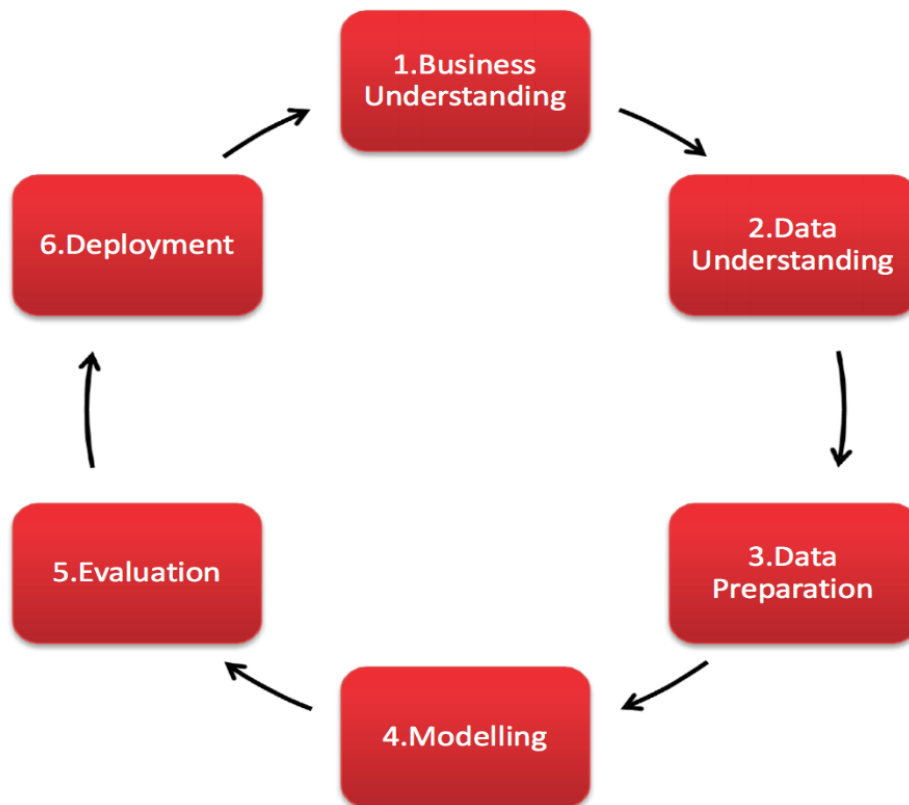 1.Business
Understanding
2.Data
Understanding
3.Data
Preparation
4.Modelling
5.Evaluation
6.Deployment